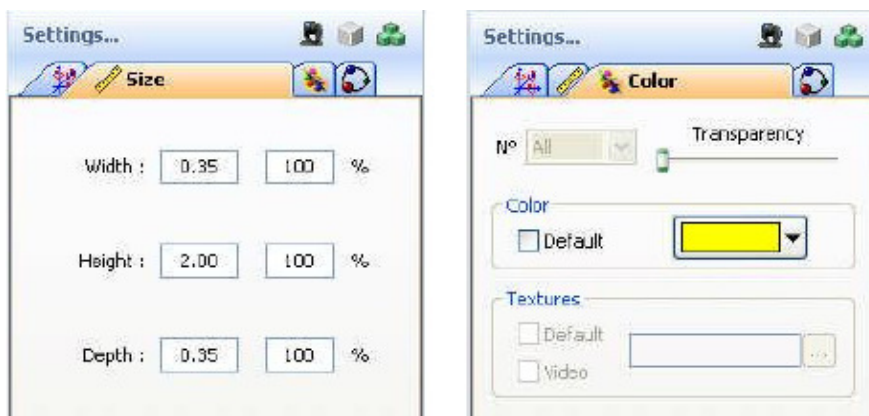 Settings...
Size
Width : 0.35 100 %
Height : 2.00 100 %
Depth : 0.35 100 %
Settings...
Color
Nº All Transparency
Color
Default
Textures
Default
...
Video